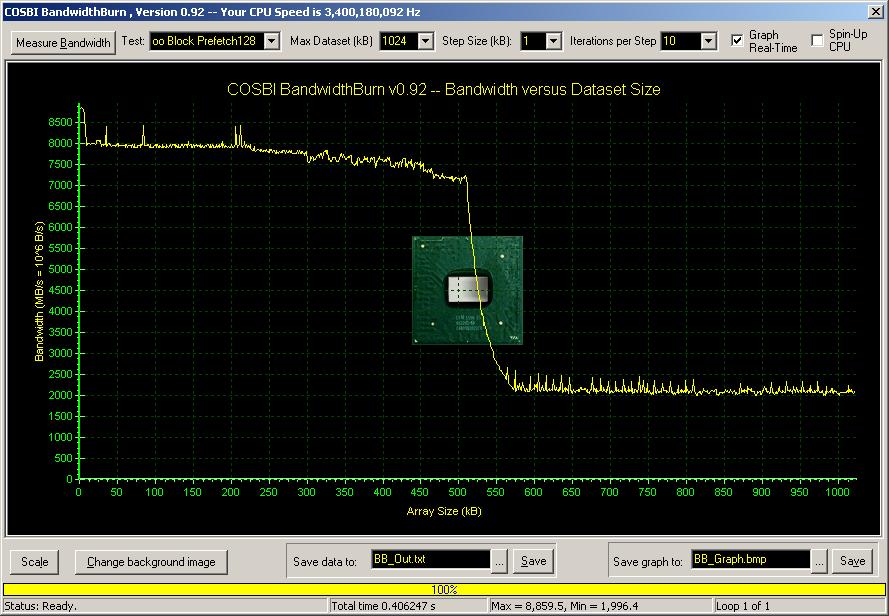 COSBI BandwidthBurn , Version 0.92 -- Your CPU Speed is 3,400,180,092 Hz
Measure Bandwidth Test: oo Block Prefetch128 Max Dataset (kB) 1024 Step Size (kB): 1 Iterations per Step 10 Graph Real-Time Spin-Up CPU
COSBI BandwidthBurn v0.92 -- Bandwidth versus Dataset Size
8500
8000
7500
7000
6500
6000
5500
5000
4500
4000
3500
3000
2500
2000
1500
1000
500
0
Bandwidth (MB/s = 10^6 B/s)
0 50 100 150 200 250 300 350 400 450 500 550 600 650 700 750 800 850 900 950 1000
Array Size (kB)
Scale Change background image Save data to: BB_Out.txt ... Save Save graph to: BB_Graph.bmp ... Save
100%
Status: Ready. Total time 0.406247 s Max = 8,859.5, Min = 1,996.4 Loop 1 of 1